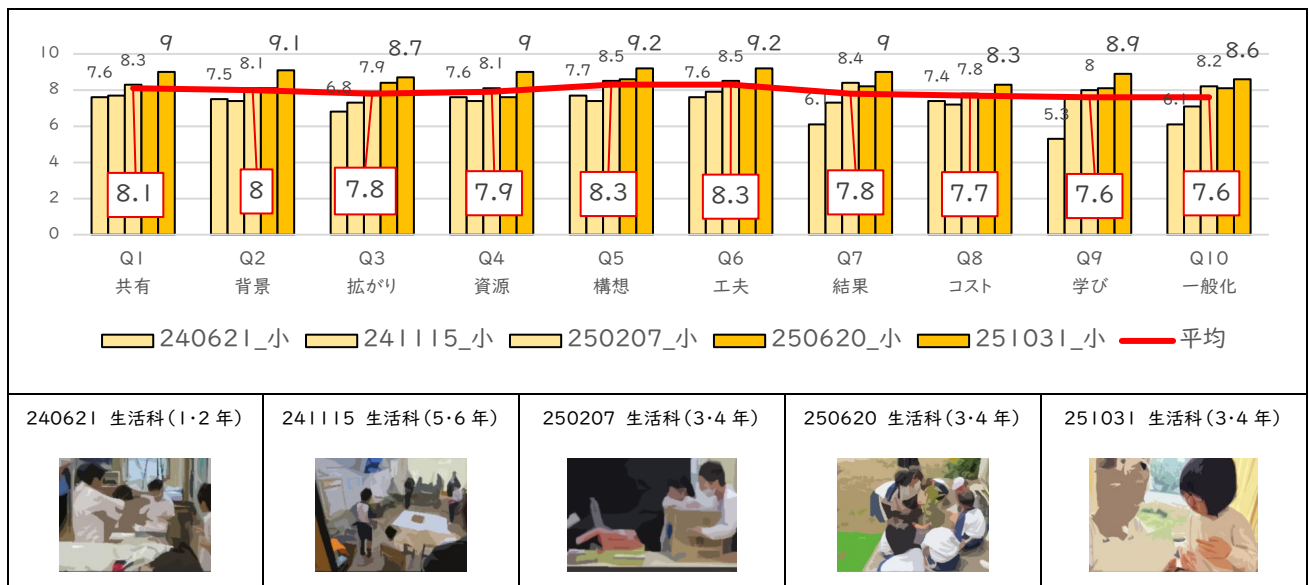 9 9.1 8.7 9 9.2 9.2 9 8.3 8.9 8.6
7.6 8.3 7.5 8.1 6.8 7.9 7.6 8.1 7.7 8.5 7.6 8.5 6. 8.4 7.4 7.8 5.3 8 6.1 8.2
10
8
6
4
2
0
8.1 8 7.8 7.9 8.3 8.3 7.8 7.7 7.6 7.6
Q1 Q2 Q3 Q4 Q5 Q6 Q7 Q8 Q9 Q10
共有 背景 拡がり 資源 構想 工夫 結果 コスト 学び 一般化
240621_小 241115_小 250207_小 250620_小 251031_小 平均
240621 生活科(1・2 年) 241115 生活科(5・6 年) 250207 生活科(3・4 年) 250620 生活科(3・4 年) 251031 生活科(3・4 年)